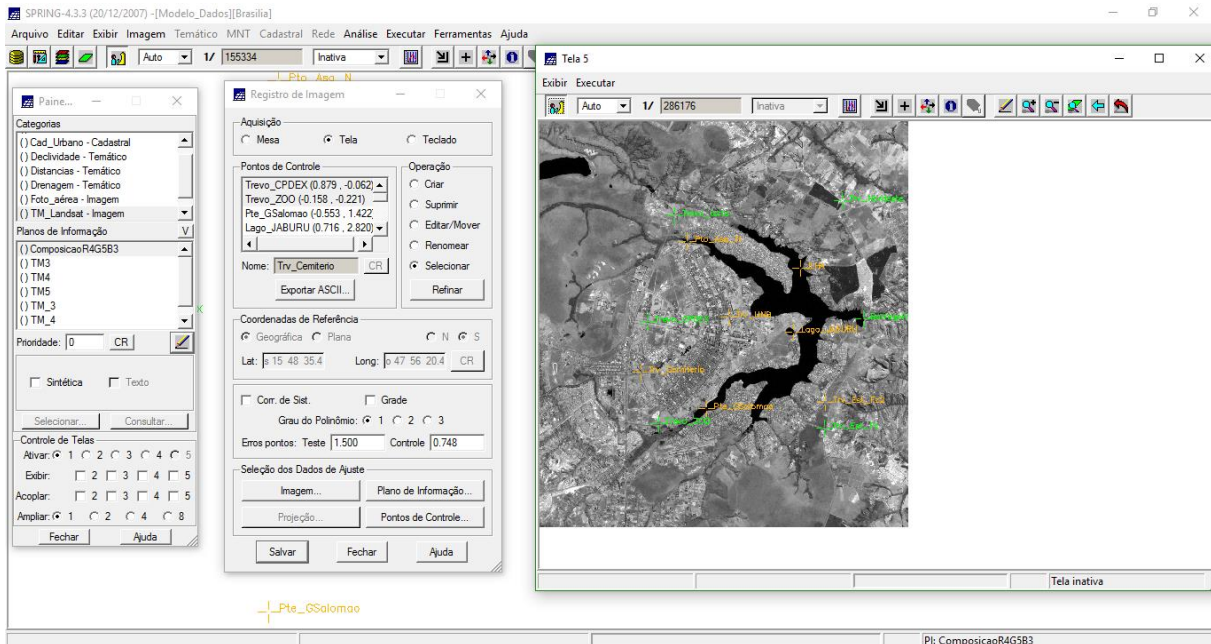 SPRING-4.3.3 (20/12/2007) -[Modelo_Dados][Brasilia]
Arquivo Editar Exibir Imagem Temático MNT Cadastral Rede Análise Executar Ferramentas Ajuda
Auto 1/ 155334 Inativa
Pto_Asa_N
Paine...
Categorias
() Cad_Urbano - Cadastral
() Declividade - Temático
() Distancias - Temático
() Drenagem - Temático
() Foto_aérea - Imagem
() TM_Landsat - Imagem
Planos de Informação V
() ComposicaoR4G5B3
() TM3
() TM4
() TM5
() TM_3
() TM_4
Prioridade: 0 CR
Sintética Texto
Selecionar... Consultar...
Controle de Telas
Ativar: 1 2 3 4 5
Exibir: 2 3 4 5
Acoplar: 2 3 4 5
Ampliar: 1 2 4 8
Fechar Ajuda
Registro de Imagem
Aquisição
Mesa Tela Teclado
Pontos de Controle
Trevo_CPDEX (0.879 , -0.062)
Trevo_ZOO (-0.158 , -0.221)
Pte_GSalomao (-0.553 , 1.422)
Lago_JABURU (0.716 , 2.820)
Nome: Trv_Cemiterio CR
Exportar ASCII...
Operação
Criar
Suprimir
Editar/Mover
Renomear
Selecionar
Refinar
Coordenadas de Referência
Geográfica Plana N S
Lat: s 15 48 35.4 Long: o 47 56 20.4 CR
Corr. de Sist. Grade
Grau do Polinômio: 1 2 3
Erros pontos: Teste 1.500 Controle 0.748
Seleção dos Dados de Ajuste
Imagem... Plano de Informação...
Projeção... Pontos de Controle...
Salvar Fechar Ajuda
Pte_GSalomao
PI: ComposicaoR4G5B3
Tela 5
Exibir Executar
Auto 1/ 286176 Inativa
Pto_Asa_N
Trv_UNB
Lago_JABURU
Trv_Cemiterio
Pte_GSalomao
Tela inativa